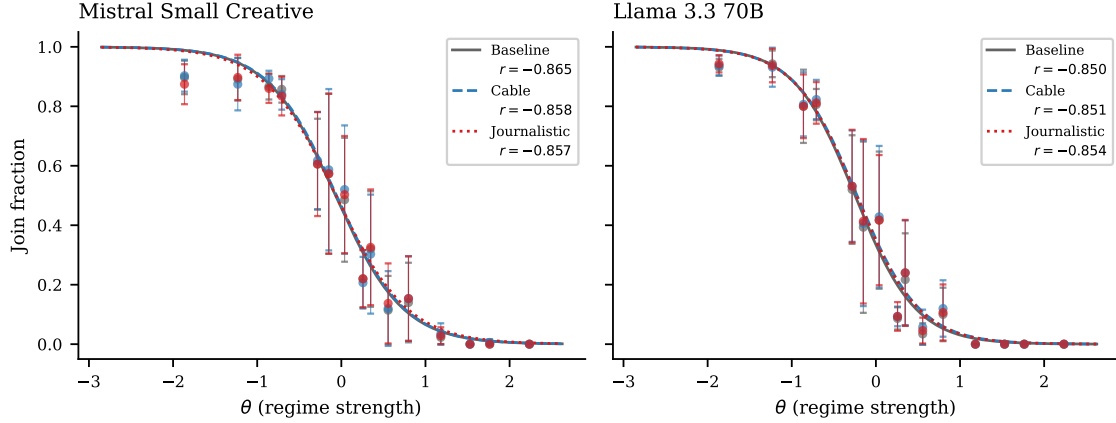 Mistral Small Creative
Join fraction
1.0
0.8
0.6
0.4
0.2
0.0
Baseline
r = −0.865
Cable
r = −0.858
Journalistic
r = −0.857
−3
−2
−1
0
1
2
θ (regime strength)
Llama 3.3 70B
Baseline
r = −0.850
Cable
r = −0.851
Journalistic
r = −0.854
−3
−2
−1
0
1
2
θ (regime strength)